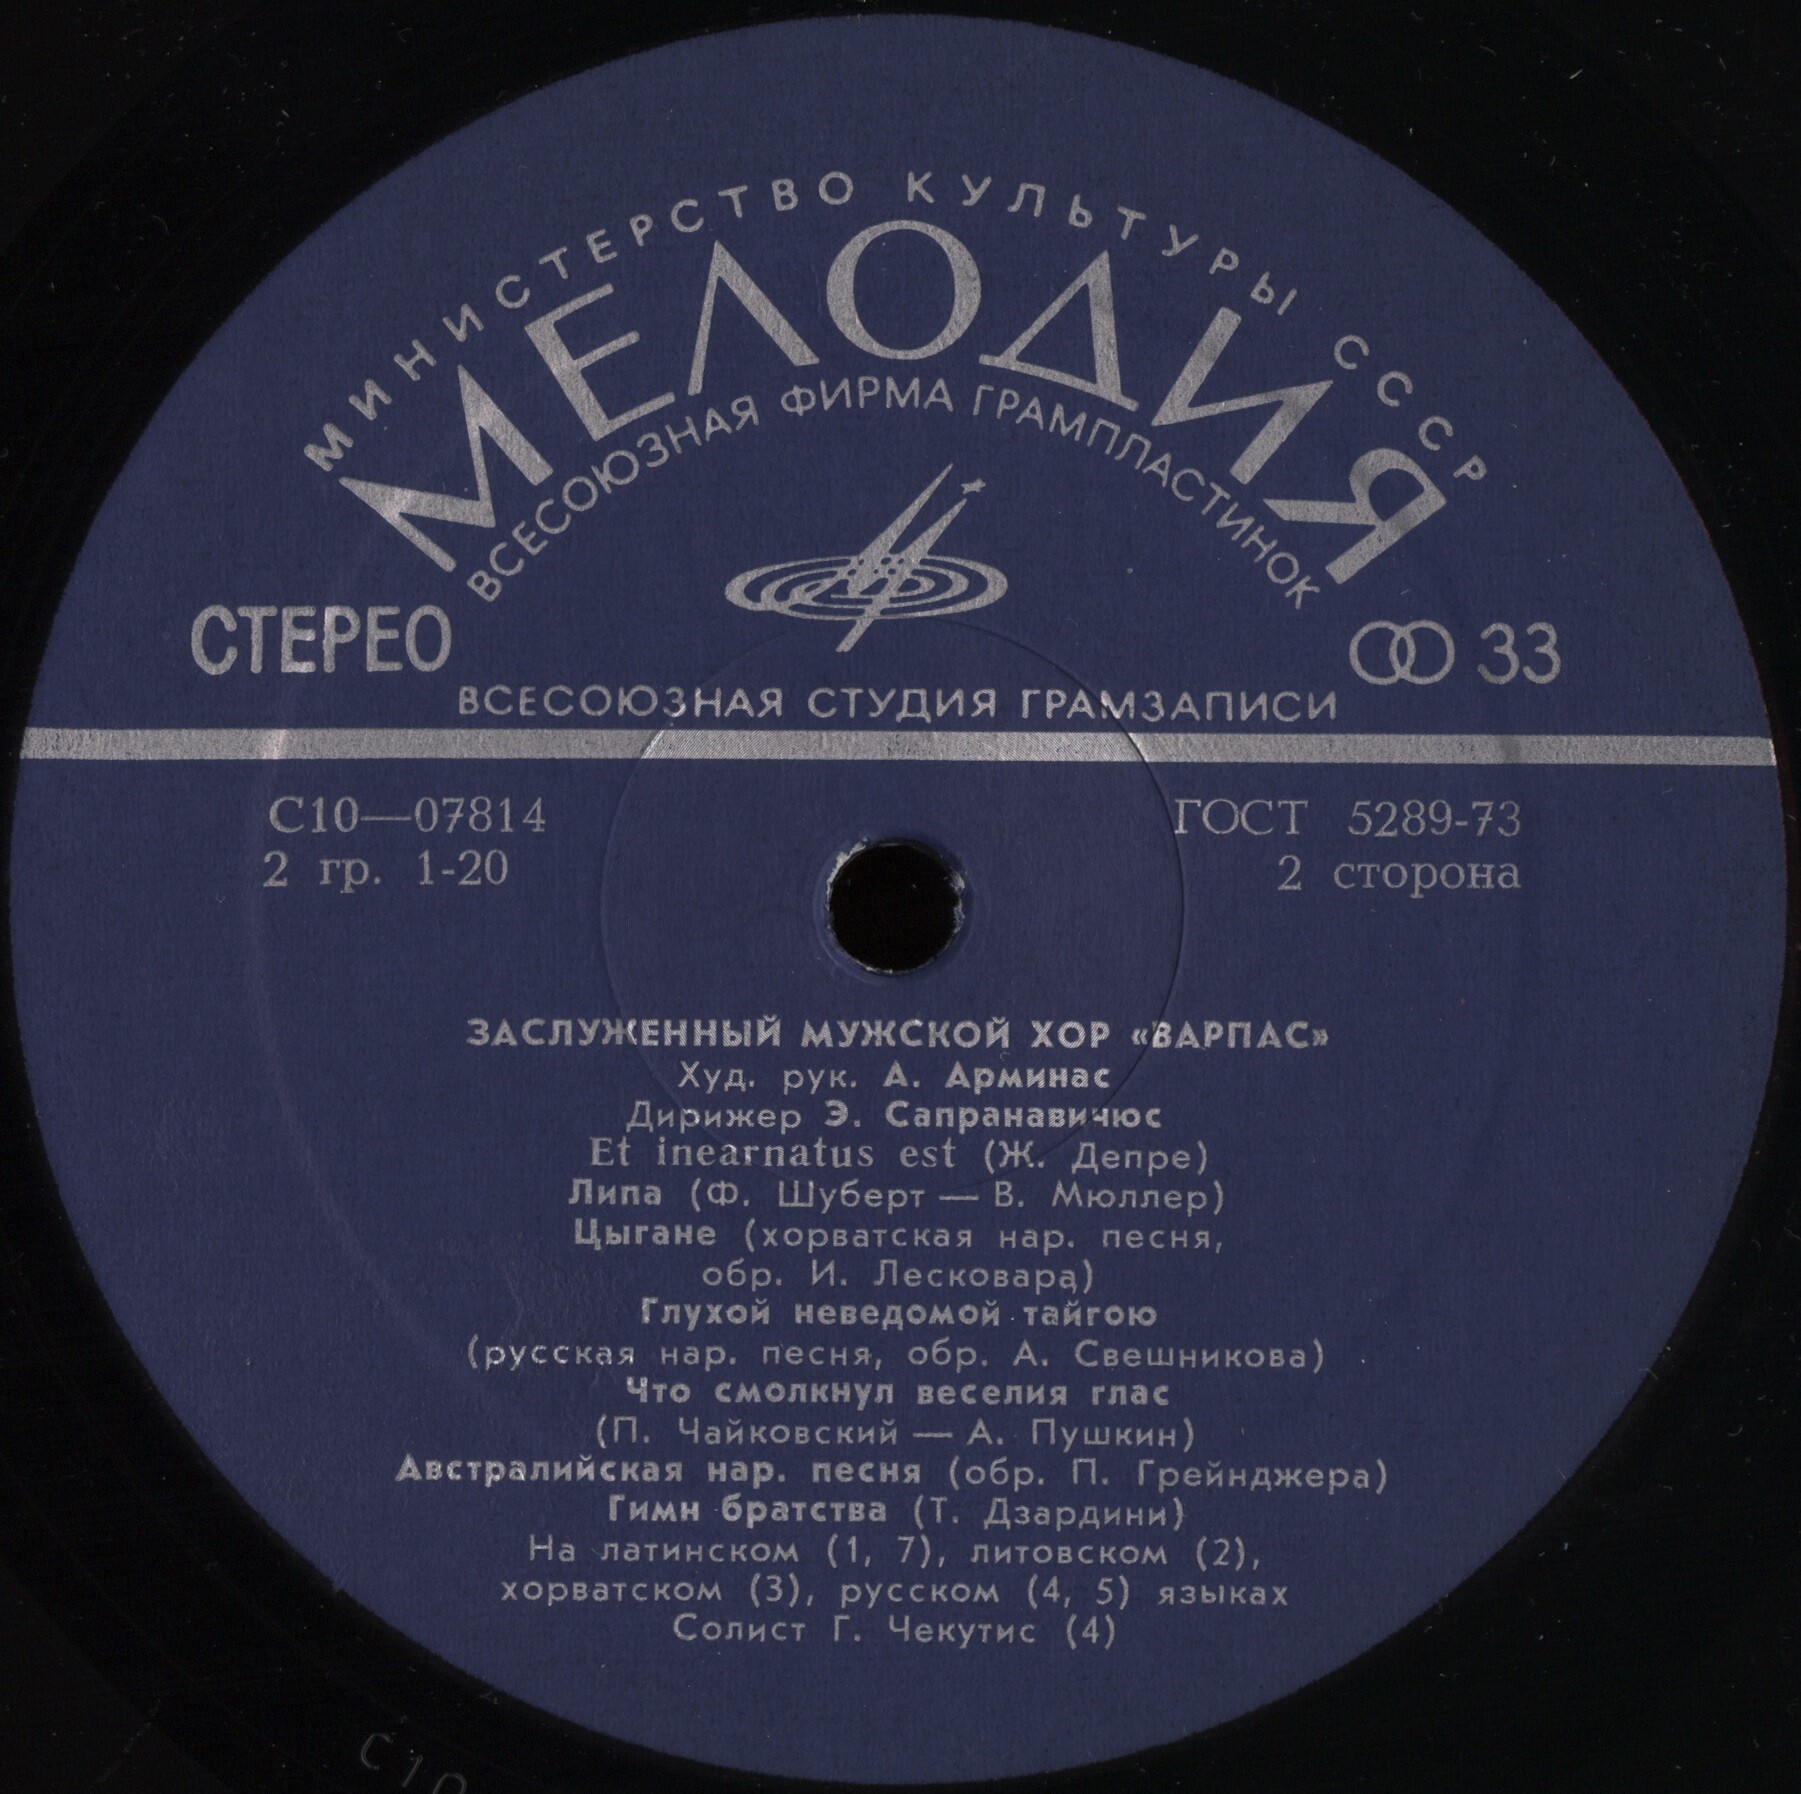 МИНИСТЕРСТВО КУЛЬТУРЫ СССР
МЕЛОДИЯ
ВСЕСОЮЗНАЯ ФИРМА ГРАМПЛАСТИНОК
СТЕРЕО
33
ВСЕСОЮЗНАЯ СТУДИЯ ГРАМЗАПИСИ
С10—07814 ГОСТ 5289-73
2 гр. 1-20 2 сторона
ЗАСЛУЖЕННЫЙ МУЖСКОЙ ХОР «ВАРПАС»
Худ. рук. А. Арминас
Дирижер Э. Сапранавичюс
Et inearnatus est (Ж. Депре)
Липа (Ф. Шуберт — В. Мюллер)
Цыгане (хорватская нар. песня,
обр. И. Лесковара)
Глухой неведомой тайгою
(русская нар. песня, обр. А. Свешникова)
Что смолкнул веселия глас
(П. Чайковский — А. Пушкин)
Австралийская нар. песня (обр. П. Грейнджера)
Гимн братства (Т. Дзардини)
На латинском (1, 7), литовском (2),
хорватском (3), русском (4, 5) языках
Солист Г. Чекутис (4)
С10